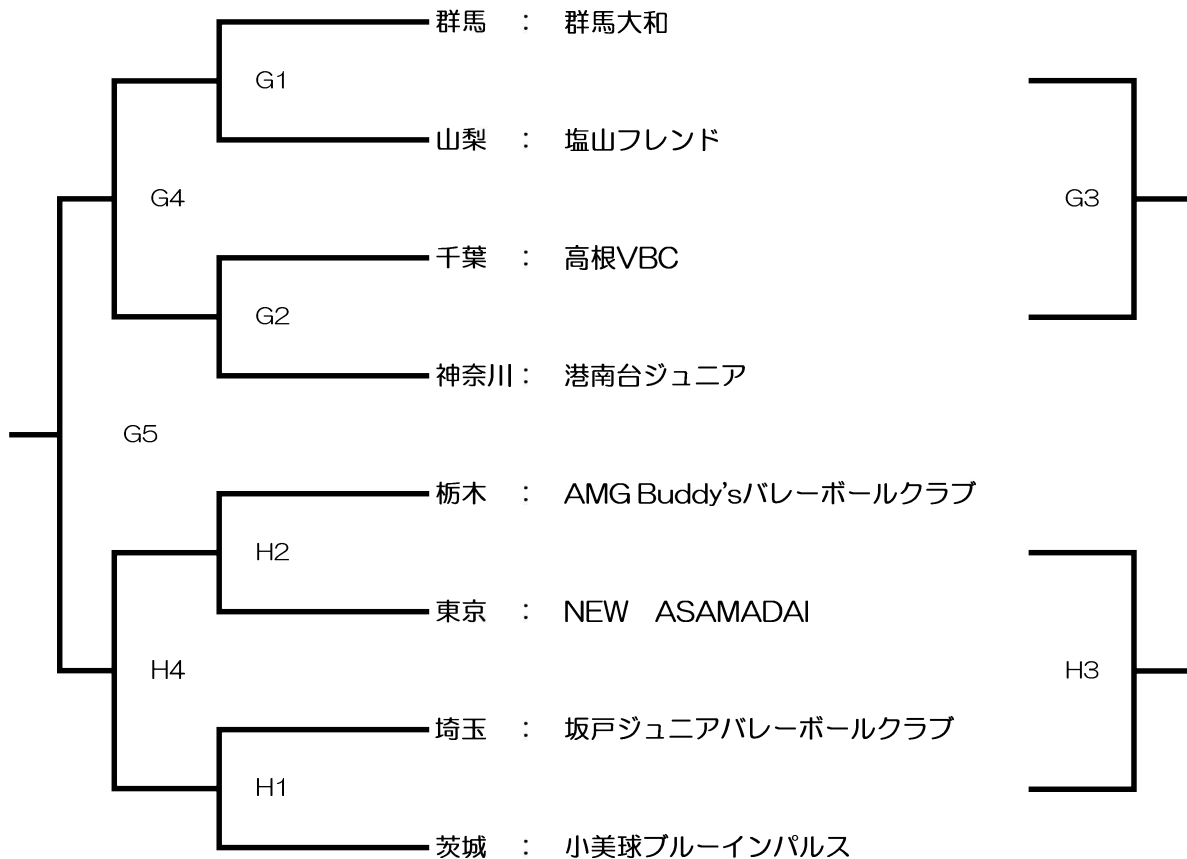 群馬 : 群馬大和
G1
山梨 : 塩山フレンド
G4 G3
千葉 : 高根VBC
G2
神奈川 : 港南台ジュニア
G5
栃木 : AMG Buddy'sバレーボールクラブ
H2
東京 : NEW ASAMADAI
H4 H3
埼玉 : 坂戸ジュニアバレーボールクラブ
H1
茨城 : 小美球ブルーインパルス